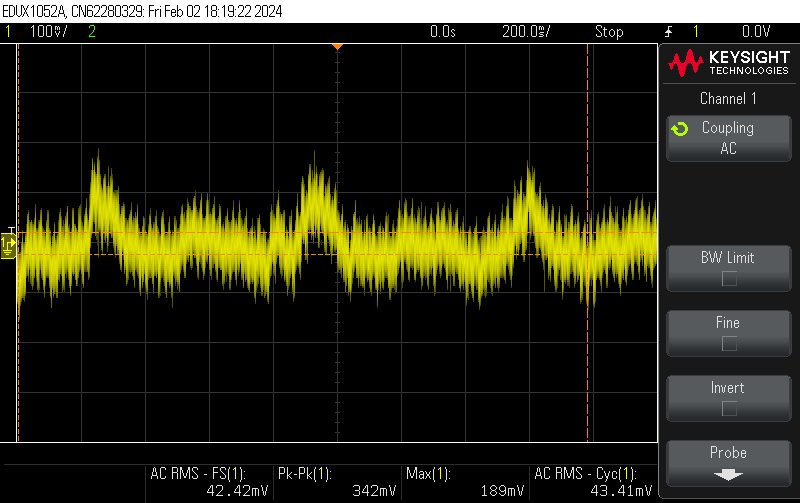 EDUX1052A, CN62280329: Fri Feb 02 18:19:22 2024
1 100mV/ 2 0.0s 200.0ms/ Stop 1 0.0V
KEYSIGHT
TECHNOLOGIES
Channel 1
Coupling
AC
BW Limit
Fine
Invert
Probe
T
1
AC RMS - FS(1): Pk-Pk(1): Max(1): AC RMS - Cyc(1):
42.42mV 342mV 189mV 43.41mV